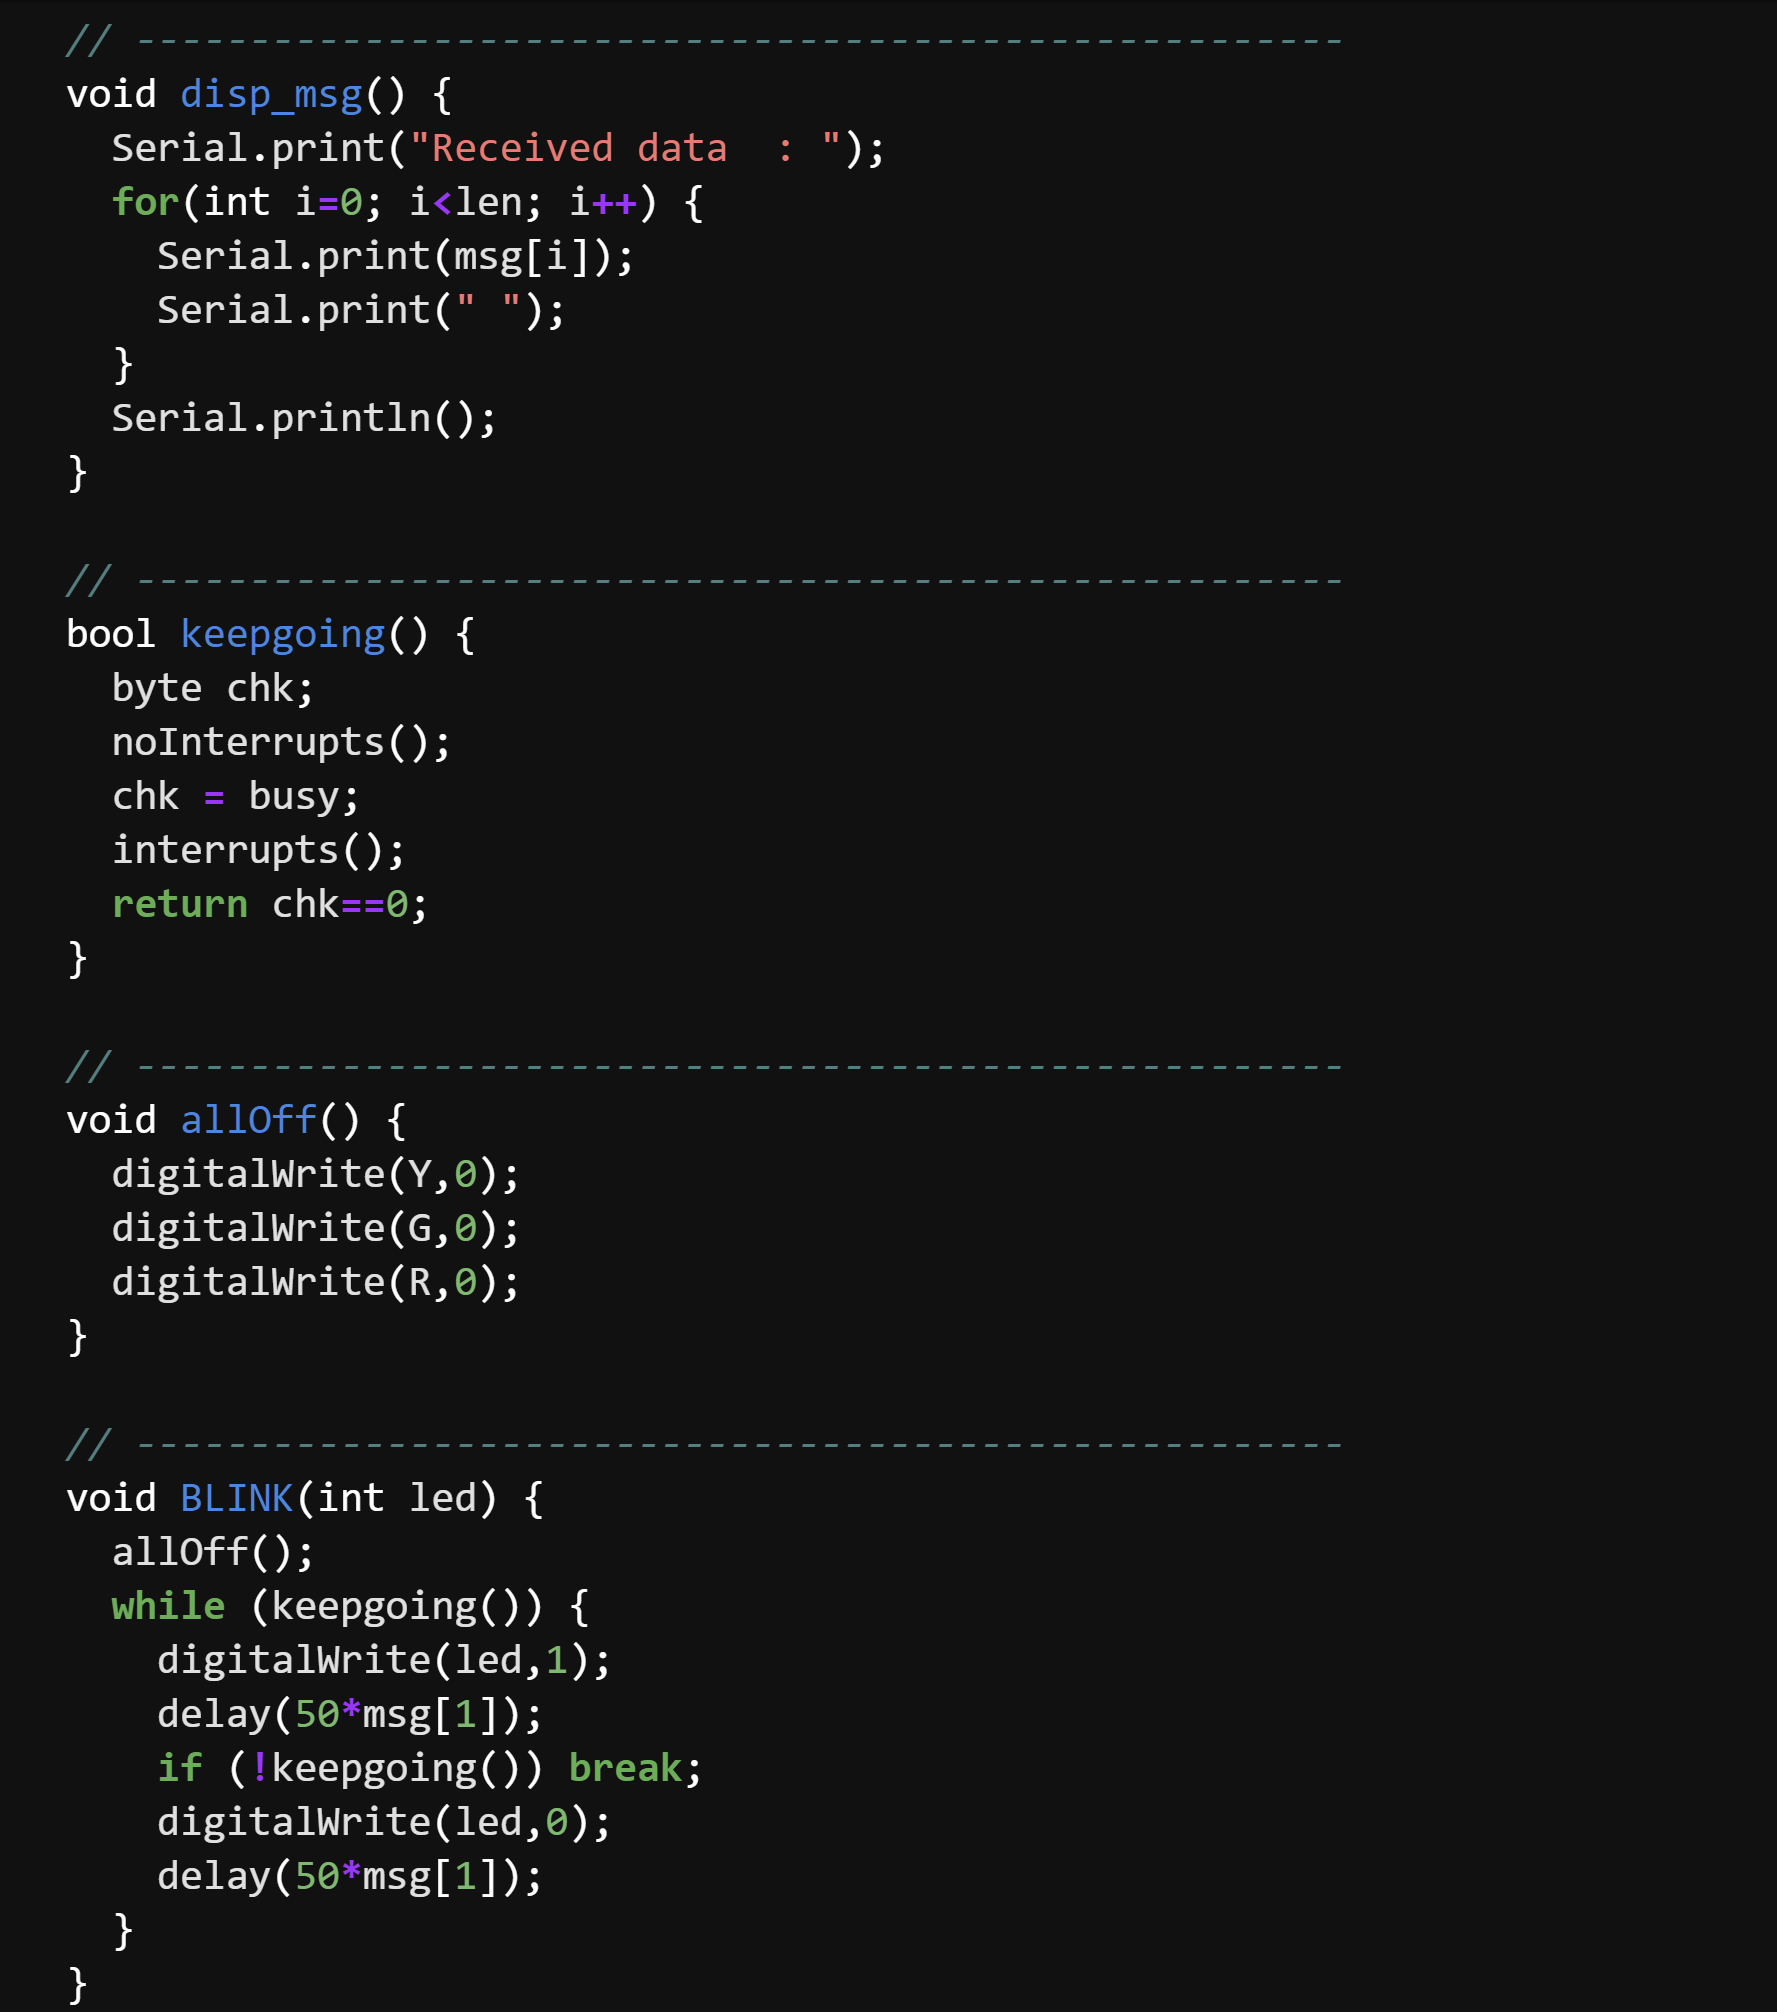 // -----------------------------------------------------
void disp_msg() {
  Serial.print("Received data  : ");
  for(int i=0; i<len; i++) {
    Serial.print(msg[i]);
    Serial.print(" ");
  }
  Serial.println();
}

// -----------------------------------------------------
bool keepgoing() {
  byte chk;
  noInterrupts();
  chk = busy;
  interrupts();
  return chk==0;
}

// -----------------------------------------------------
void allOff() {
  digitalWrite(Y,0);
  digitalWrite(G,0);
  digitalWrite(R,0);
}

// -----------------------------------------------------
void BLINK(int led) {
  allOff();
  while (keepgoing()) {
    digitalWrite(led,1);
    delay(50*msg[1]);
    if (!keepgoing()) break;
    digitalWrite(led,0);
    delay(50*msg[1]);
  }
}